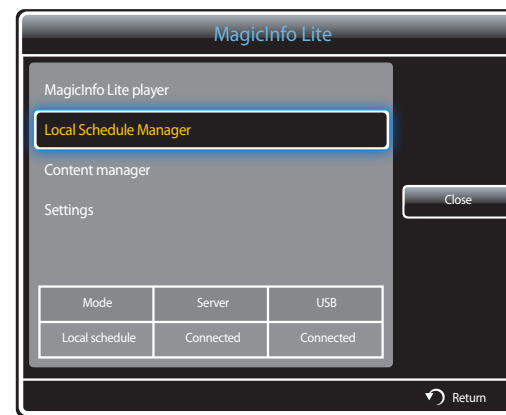 MagicInfo Lite
MagicInfo Lite player
Local Schedule Manager
Content manager
Settings
Close
Mode Server USB
Local schedule Connected Connected
Return